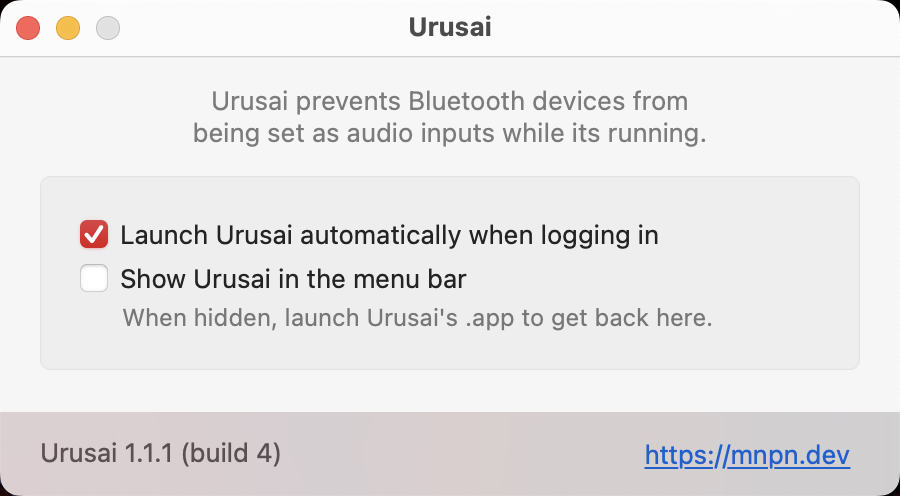 Urusai
Urusai prevents Bluetooth devices from
being set as audio inputs while its running.
Launch Urusai automatically when logging in
Show Urusai in the menu bar
When hidden, launch Urusai's .app to get back here.
Urusai 1.1.1 (build 4)
https://mnpn.dev